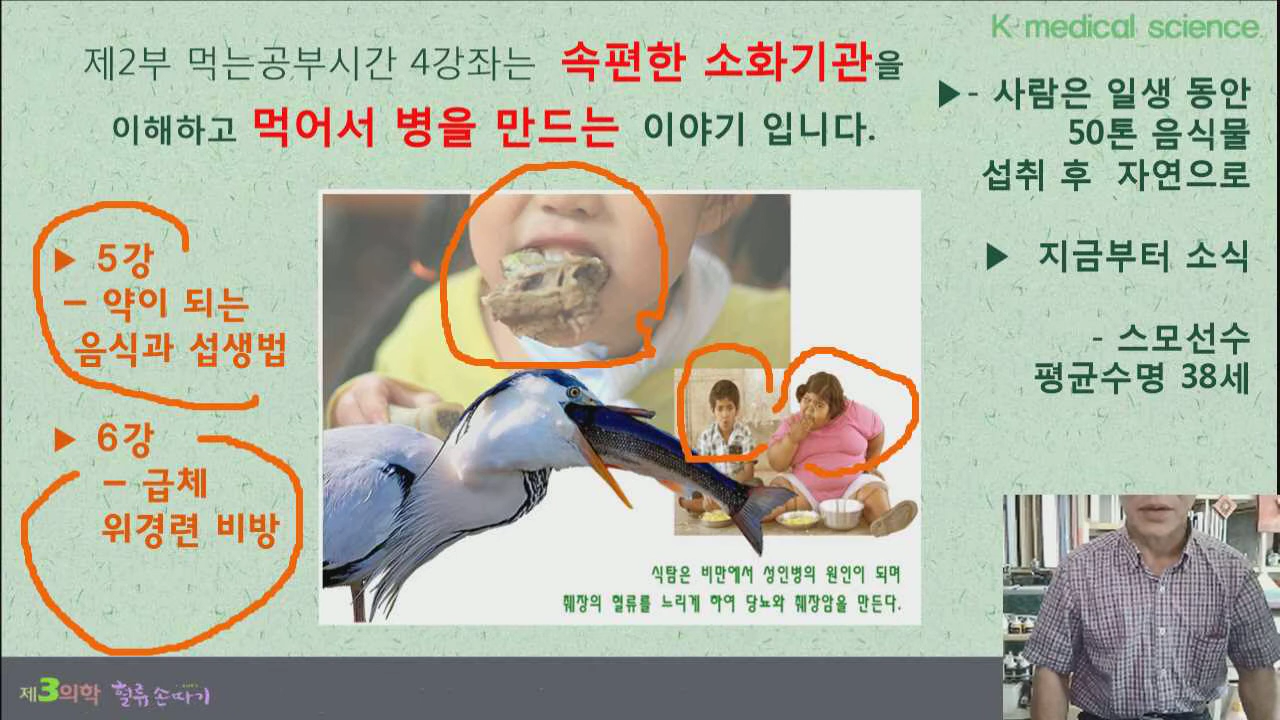 K medical science
제2부 먹는공부시간 4강좌는 속편한 소화기관을
이해하고 먹어서 병을 만드는 이야기 입니다.
▶- 사람은 일생 동안
50톤 음식물
섭취 후 자연으로
▶ 지금부터 소식
- 스모선수
평균수명 38세
▶ 5강
- 약이 되는
음식과 섭생법
▶ 6강
- 급체
위경련 비방
식탐은 비만에서 성인병의 원인이 되며
췌장의 혈류를 느리게 하여 당뇨와 췌장암을 만든다.
제3의학 혈류손따기